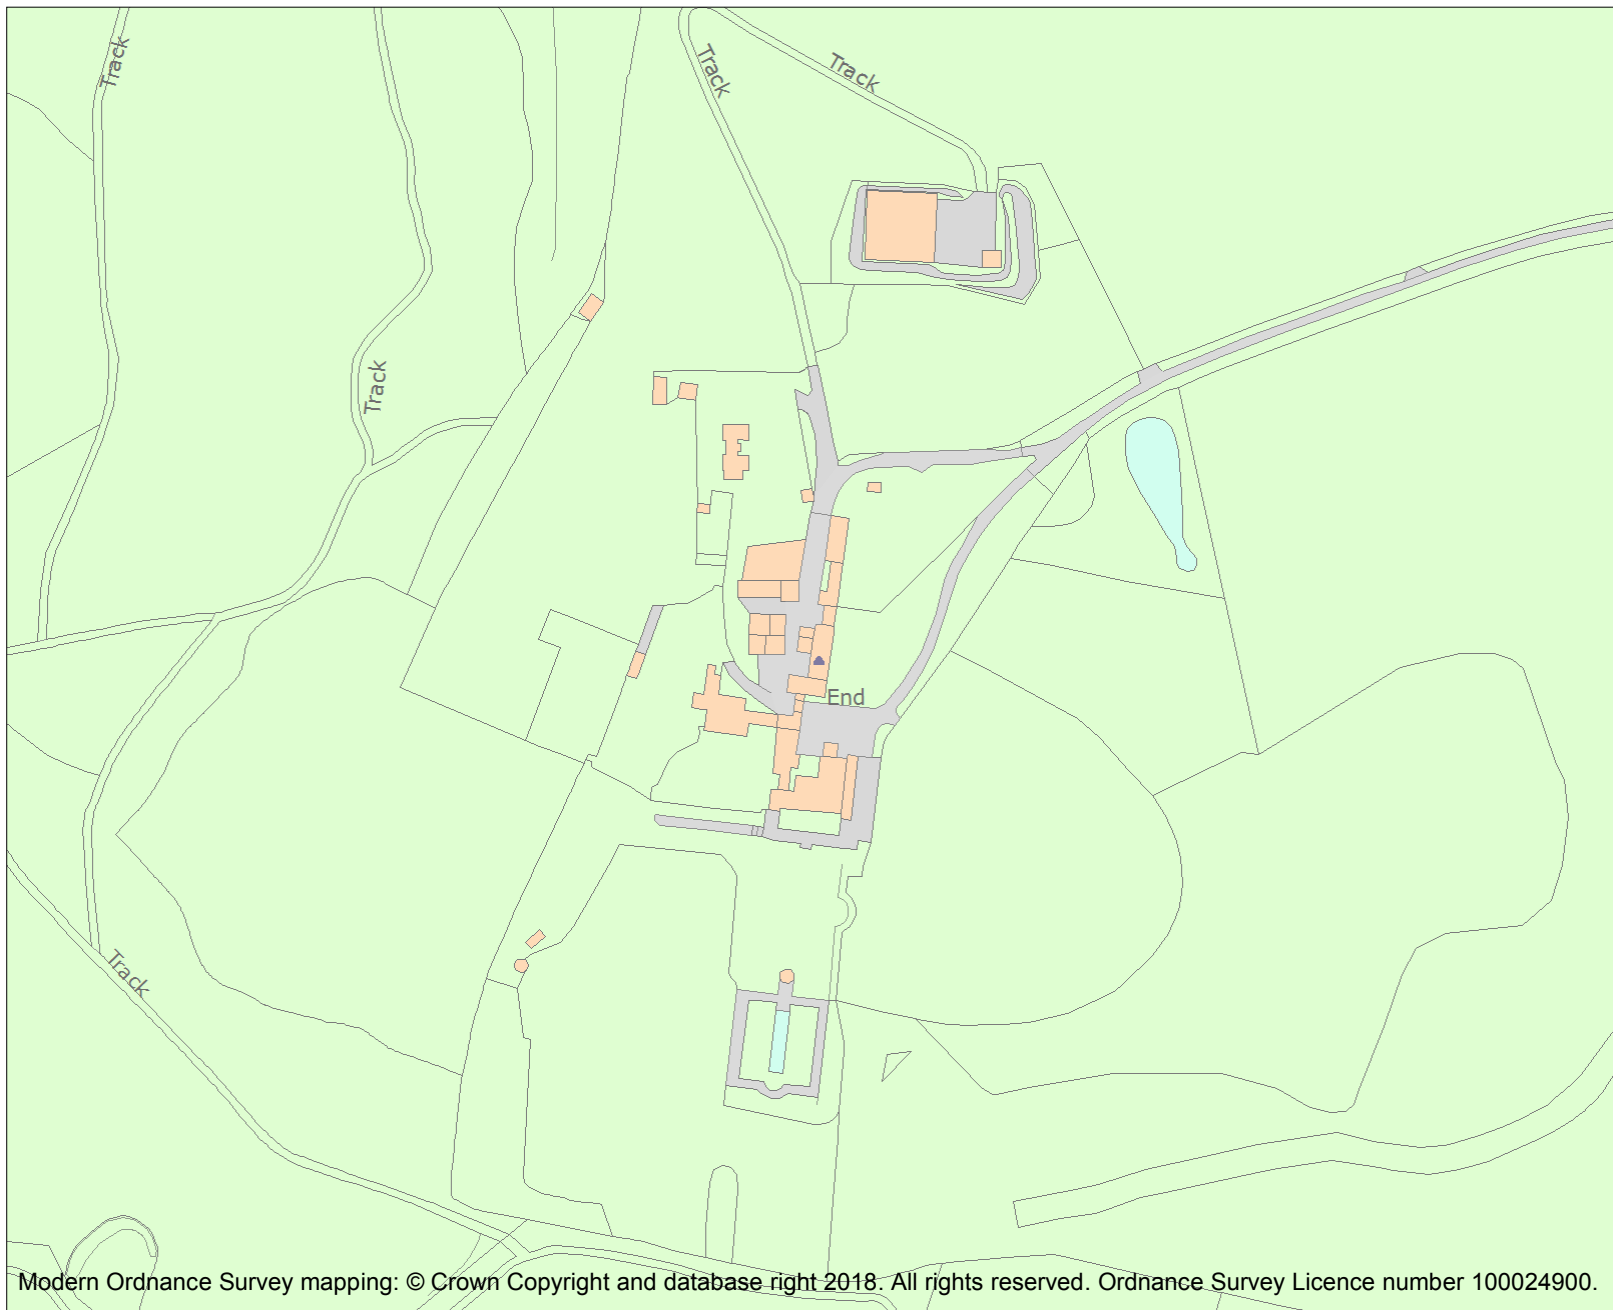 Track
Track
Track
Track
End
Track
Modern Ordnance Survey mapping: © Crown Copyright and database right 2018. All rights reserved. Ordnance Survey Licence number 100024900.